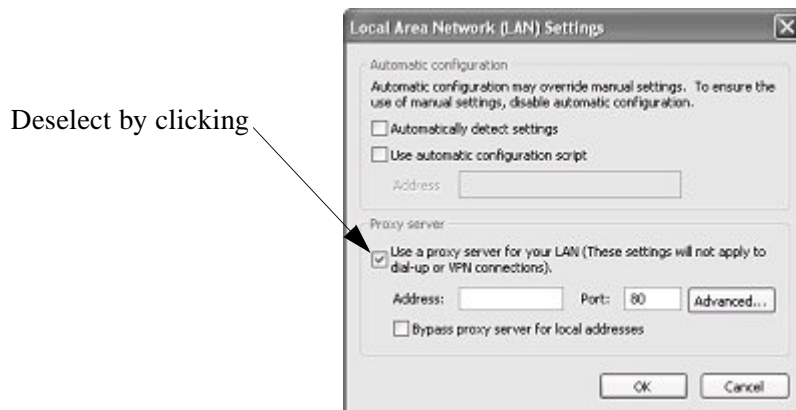 Local Area Network (LAN) Settings
Automatic configuration
Automatic configuration may override manual settings. To ensure the
use of manual settings, disable automatic configuration.
Deselect by clicking
Automatically detect settings
Use automatic configuration script
Address
Proxy server
Use a proxy server for your LAN (These settings will not apply to
dial-up or VPN connections).
Address: Port: 80 Advanced...
Bypass proxy server for local addresses
OK Cancel